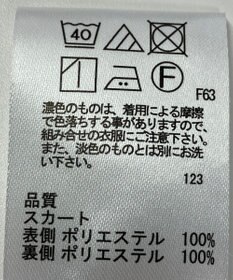 40
F
F63
濃色のものは、着用による摩擦
で色落ちする事がありますので、
組み合せの衣服にご注意下さい。
また、淡色のものとは別にお洗
い下さい。
123
品質
スカート
表側 ポリエステル 100%
裏側 ポリエステル 100%